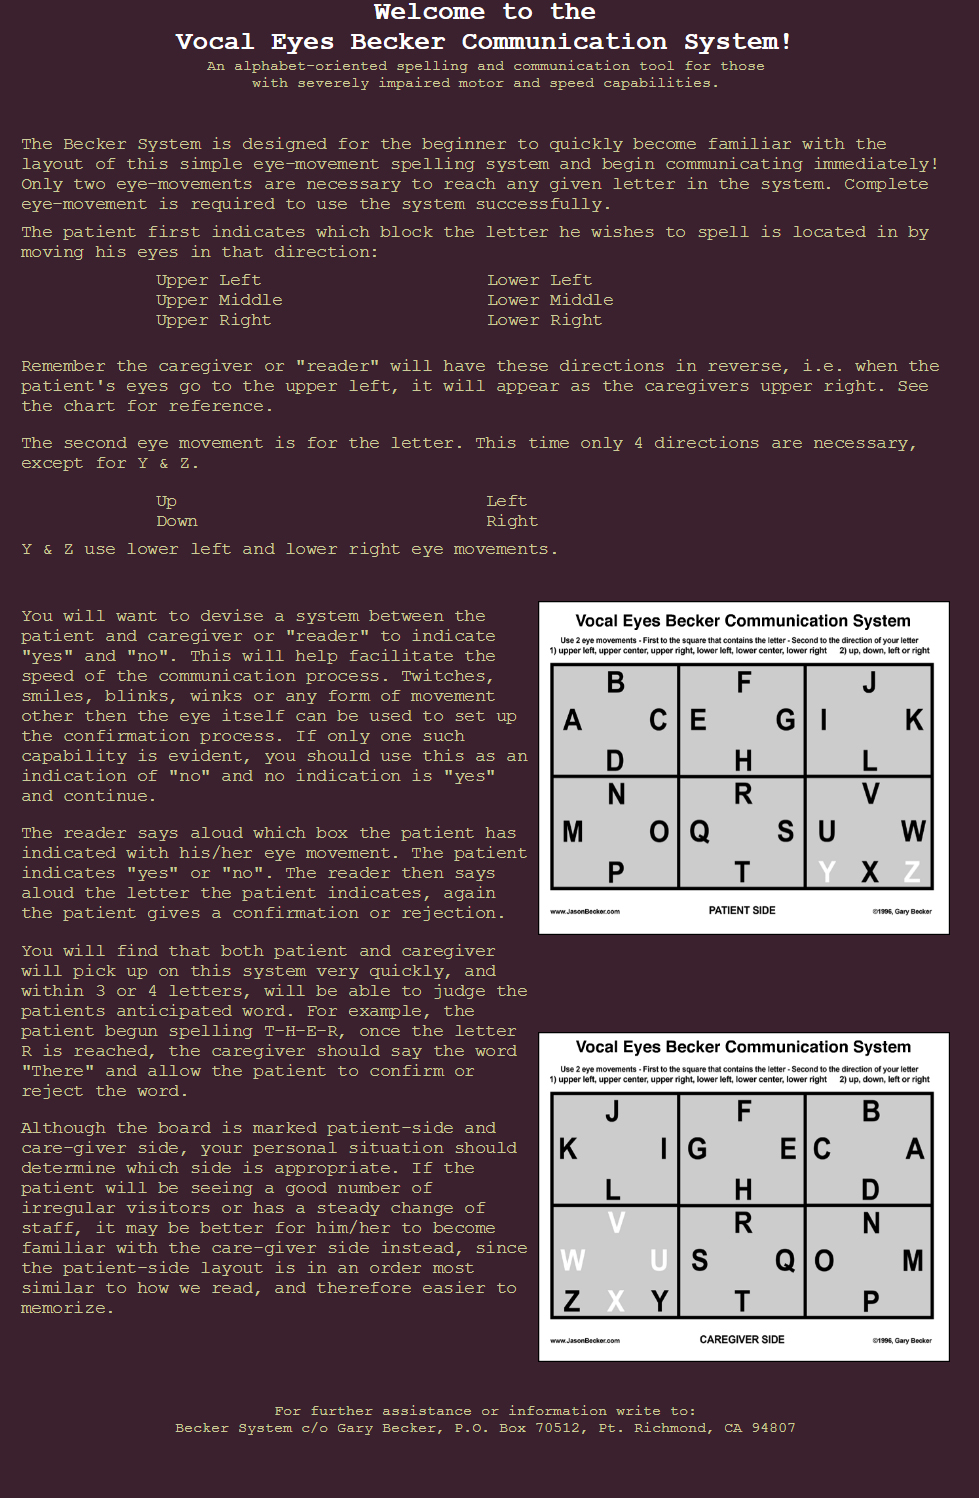 Welcome to the
Vocal Eyes Becker Communication System!
An alphabet-oriented spelling and communication tool for those
with severely impaired motor and speed capabilities.
The Becker System is designed for the beginner to quickly become familiar with the
layout of this simple eye-movement spelling system and begin communicating immediately!
Only two eye-movements are necessary to reach any given letter in the system. Complete
eye-movement is required to use the system successfully.
The patient first indicates which block the letter he wishes to spell is located in by
moving his eyes in that direction:
Upper Left Lower Left
Upper Middle Lower Middle
Upper Right Lower Right
Remember the caregiver or "reader" will have these directions in reverse, i.e. when the
patient's eyes go to the upper left, it will appear as the caregivers upper right. See
the chart for reference.
The second eye movement is for the letter. This time only 4 directions are necessary,
except for Y & Z.
Up Left
Down Right
Y & Z use lower left and lower right eye movements.
You will want to devise a system between the
patient and caregiver or "reader" to indicate
"yes" and "no". This will help facilitate the
speed of the communication process. Twitches,
smiles, blinks, winks or any form of movement
other then the eye itself can be used to set up
the confirmation process. If only one such
capability is evident, you should use this as an
indication of "no" and no indication is "yes"
and continue.
The reader says aloud which box the patient has
indicated with his/her eye movement. The patient
indicates "yes" or "no". The reader then says
aloud the letter the patient indicates, again
the patient gives a confirmation or rejection.
You will find that both patient and caregiver
will pick up on this system very quickly, and
within 3 or 4 letters, will be able to judge the
patients anticipated word. For example, the
patient begun spelling T-H-E-R, once the letter
R is reached, the caregiver should say the word
"There" and allow the patient to confirm or
reject the word.
Although the board is marked patient-side and
care-giver side, your personal situation should
determine which side is appropriate. If the
patient will be seeing a good number of
irregular visitors or has a steady change of
staff, it may be better for him/her to become
familiar with the care-giver side instead, since
the patient-side layout is in an order most
similar to how we read, and therefore easier to
memorize.
Vocal Eyes Becker Communication System
Use 2 eye movements - First to the square that contains the letter - Second to the direction of your letter
1) upper left, upper center, upper right, lower left, lower center, lower right 2) up, down, left or right
B F J
A C E G I K
D H L
N R V
M O Q S U W
P T Y X Z
www.JasonBecker.com PATIENT SIDE ©1996, Gary Becker
Vocal Eyes Becker Communication System
Use 2 eye movements - First to the square that contains the letter - Second to the direction of your letter
1) upper left, upper center, upper right, lower left, lower center, lower right 2) up, down, left or right
J F B
K I G E C A
L H D
V R N
W U S Q O M
Z X Y T P
www.JasonBecker.com CAREGIVER SIDE ©1996, Gary Becker
For further assistance or information write to:
Becker System c/o Gary Becker, P.O. Box 70512, Pt. Richmond, CA 94807